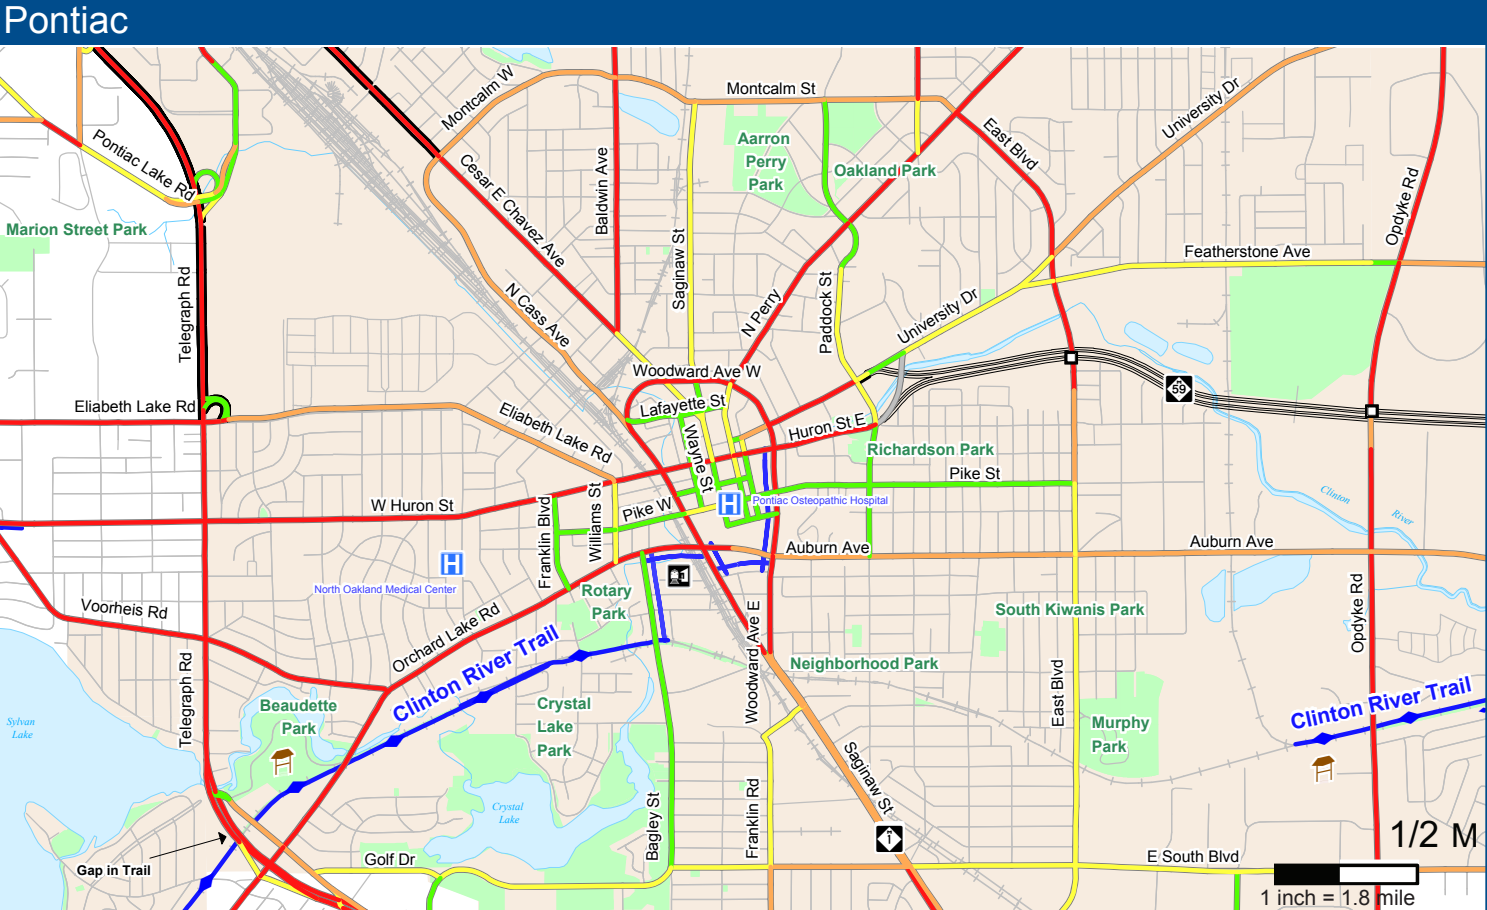 Pontiac
Montcalm W
Montcalm St
University Dr
East Blvd
Pontiac Lake Rd
Aarron
Perry
Park
Oakland Park
Cesar E Chavez Ave
Baldwin Ave
Opdyke Rd
Marion Street Park
Saginaw St
Featherstone Ave
Telegraph Rd
N Cass Ave
N Perry
Paddock St
University Dr
Woodward Ave W
59
Eliabeth Lake Rd
Lafayette St
Eliabeth Lake Rd
Wayne St
Huron St E
Richardson Park
Pike St
W Huron St
Franklin Blvd
Williams St
Pike W
H
Pontiac Osteopathic Hospital
Clinton
River
Auburn Ave
Auburn Ave
H
North Oakland Medical Center
Rotary
Park
Voorheis Rd
Orchard Lake Rd
Woodward Ave E
South Kiwanis Park
Opdyke Rd
Clinton River Trail
Neighborhood Park
Telegraph Rd
Beaudette
Park
Crystal
Lake
Park
East Blvd
Murphy
Park
Clinton River Trail
Sylvan
Lake
Saginaw St
Crystal
Lake
Bagley St
Franklin Rd
1
Gap in Trail
Golf Dr
E South Blvd
1/2 M
1 inch = 1.8 mile